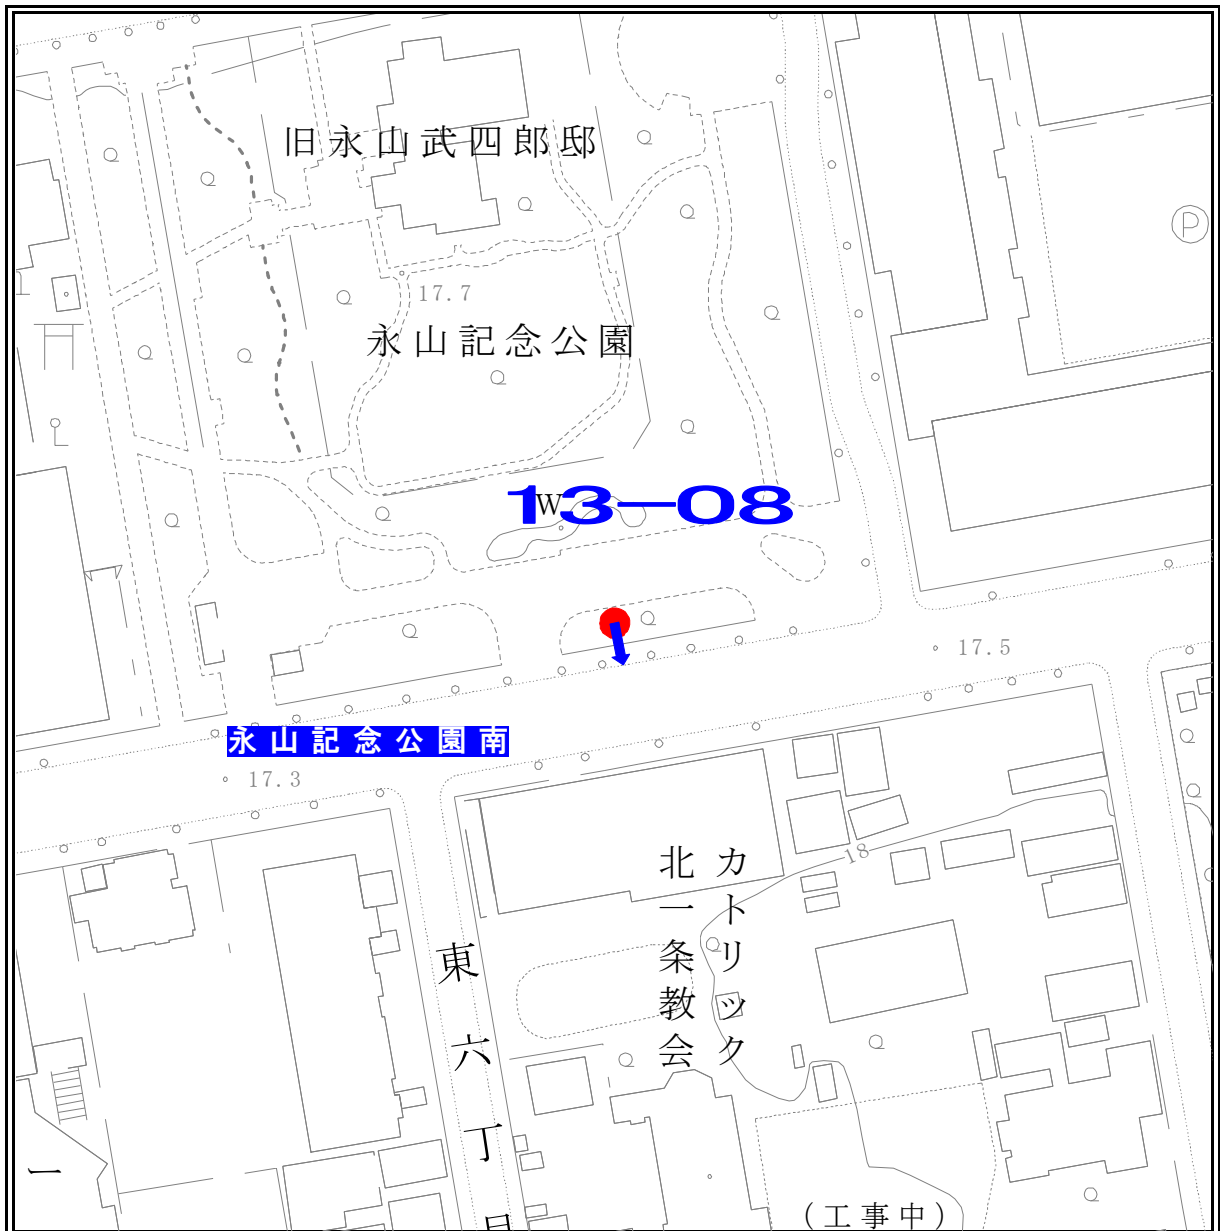 旧永山武四郎邸
P
17.7
永山記念公園
W
13-08
17.5
永山記念公園南
17.3
18
カトリック
北一条教会
東六丁目
一
(工事中)